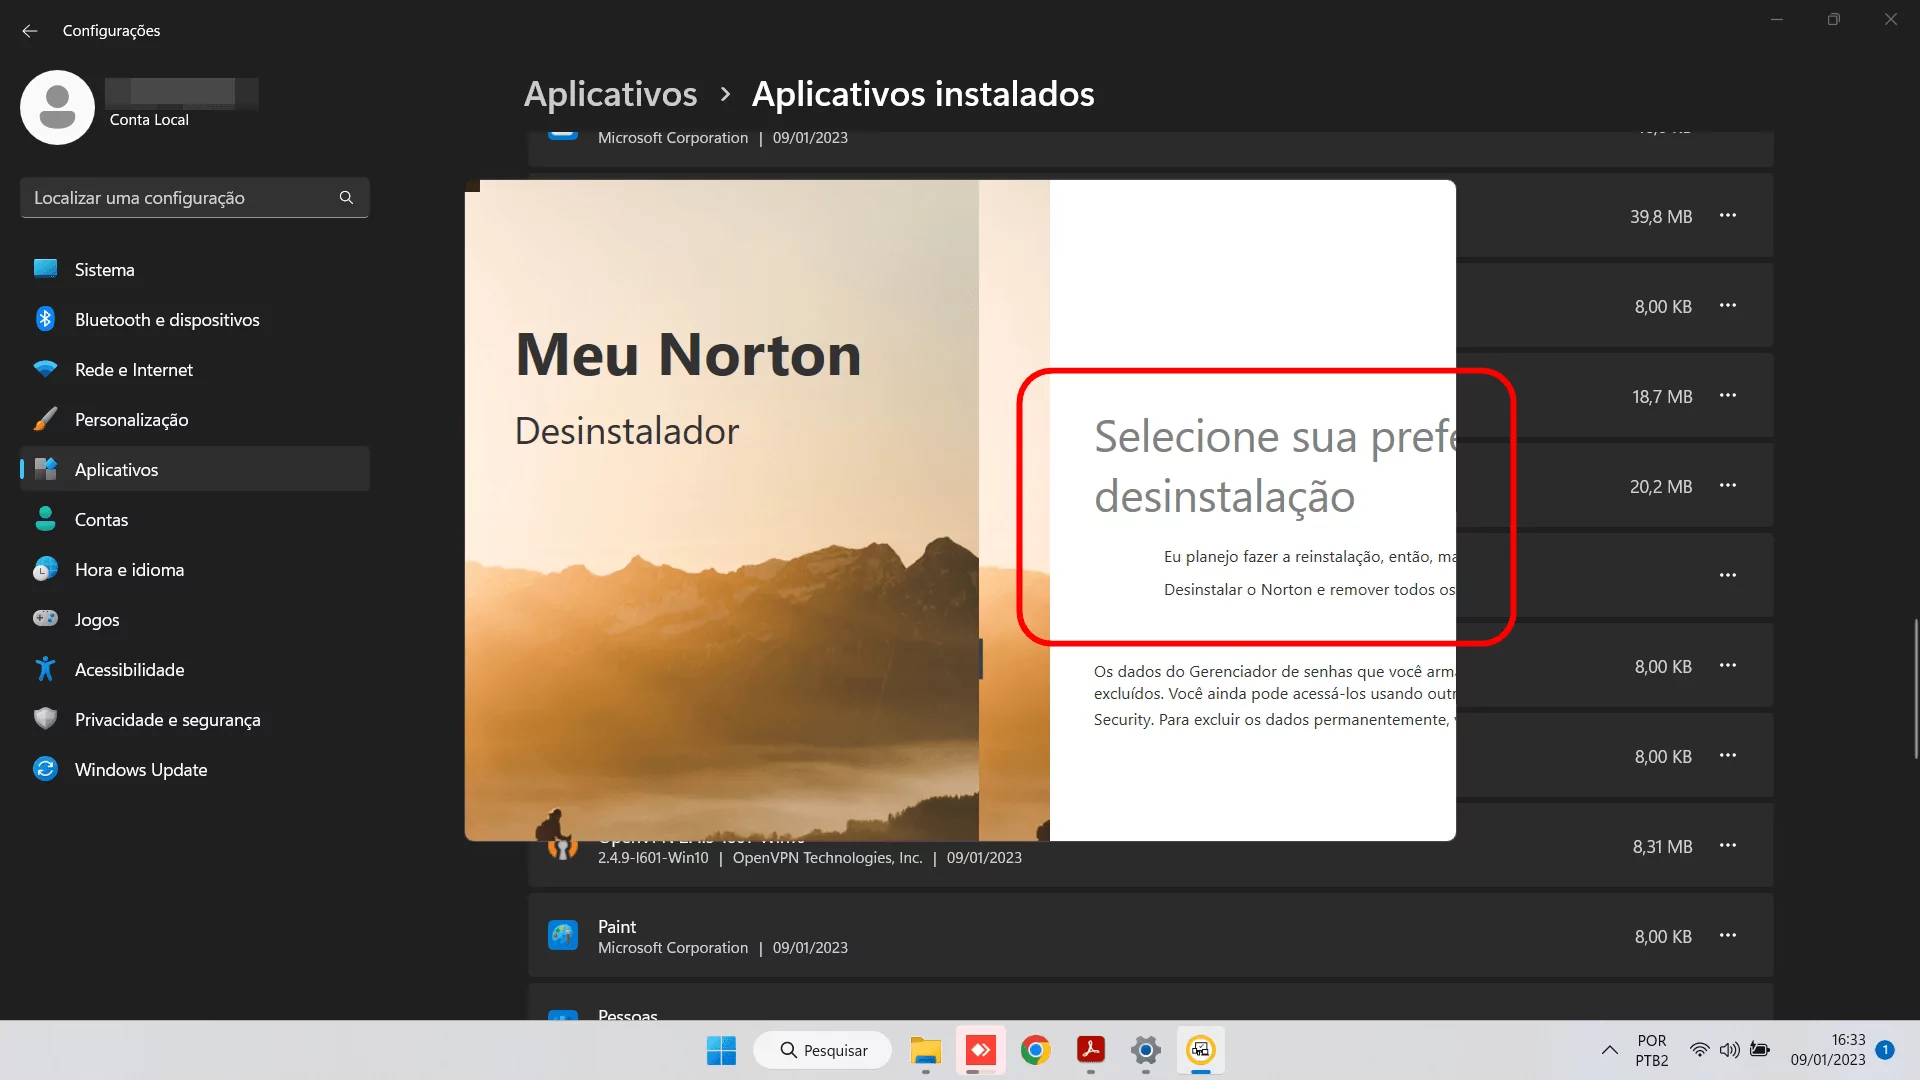 Configurações
Conta Local
Localizar uma configuração
Sistema
Bluetooth e dispositivos
Rede e Internet
Personalização
Aplicativos
Contas
Hora e idioma
Jogos
Acessibilidade
Privacidade e segurança
Windows Update
Aplicativos › Aplicativos instalados
Microsoft Corporation | 09/01/2023
39,8 MB
8,00 KB
18,7 MB
20,2 MB
8,00 KB
8,00 KB
Meu Norton
Desinstalador
Selecione sua prefe
desinstalação
Eu planejo fazer a reinstalação, então, ma
Desinstalar o Norton e remover todos os
Os dados do Gerenciador de senhas que você arma
excluídos. Você ainda pode acessá-los usando outr
Security. Para excluir os dados permanentemente,
2.4.9-I601-Win10 | OpenVPN Technologies, Inc. | 09/01/2023
8,31 MB
Paint
Microsoft Corporation | 09/01/2023
8,00 KB
Pessoas
Pesquisar
POR
PTB2
16:33
09/01/2023
1